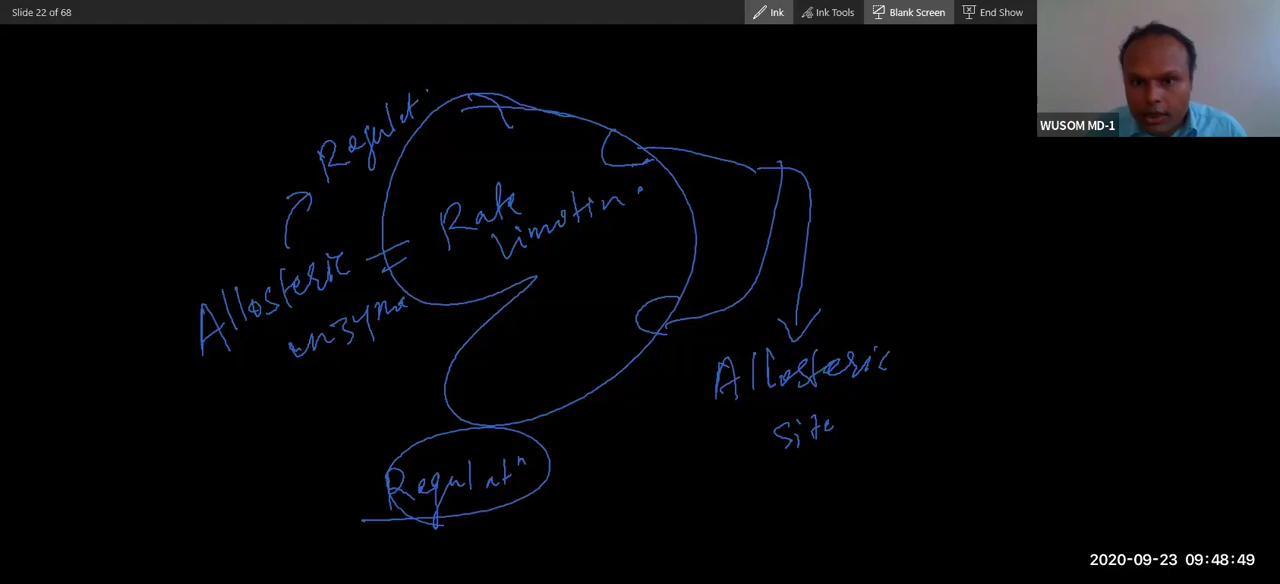 Slide 22 of 68
Ink
Ink Tools
Blank Screen
End Show
WUSOM MD-1
Regulat.
Rate
Limotin.
Allosteric
enzyme
Allosteric
site
Regulatn
2020-09-23 09:48:49